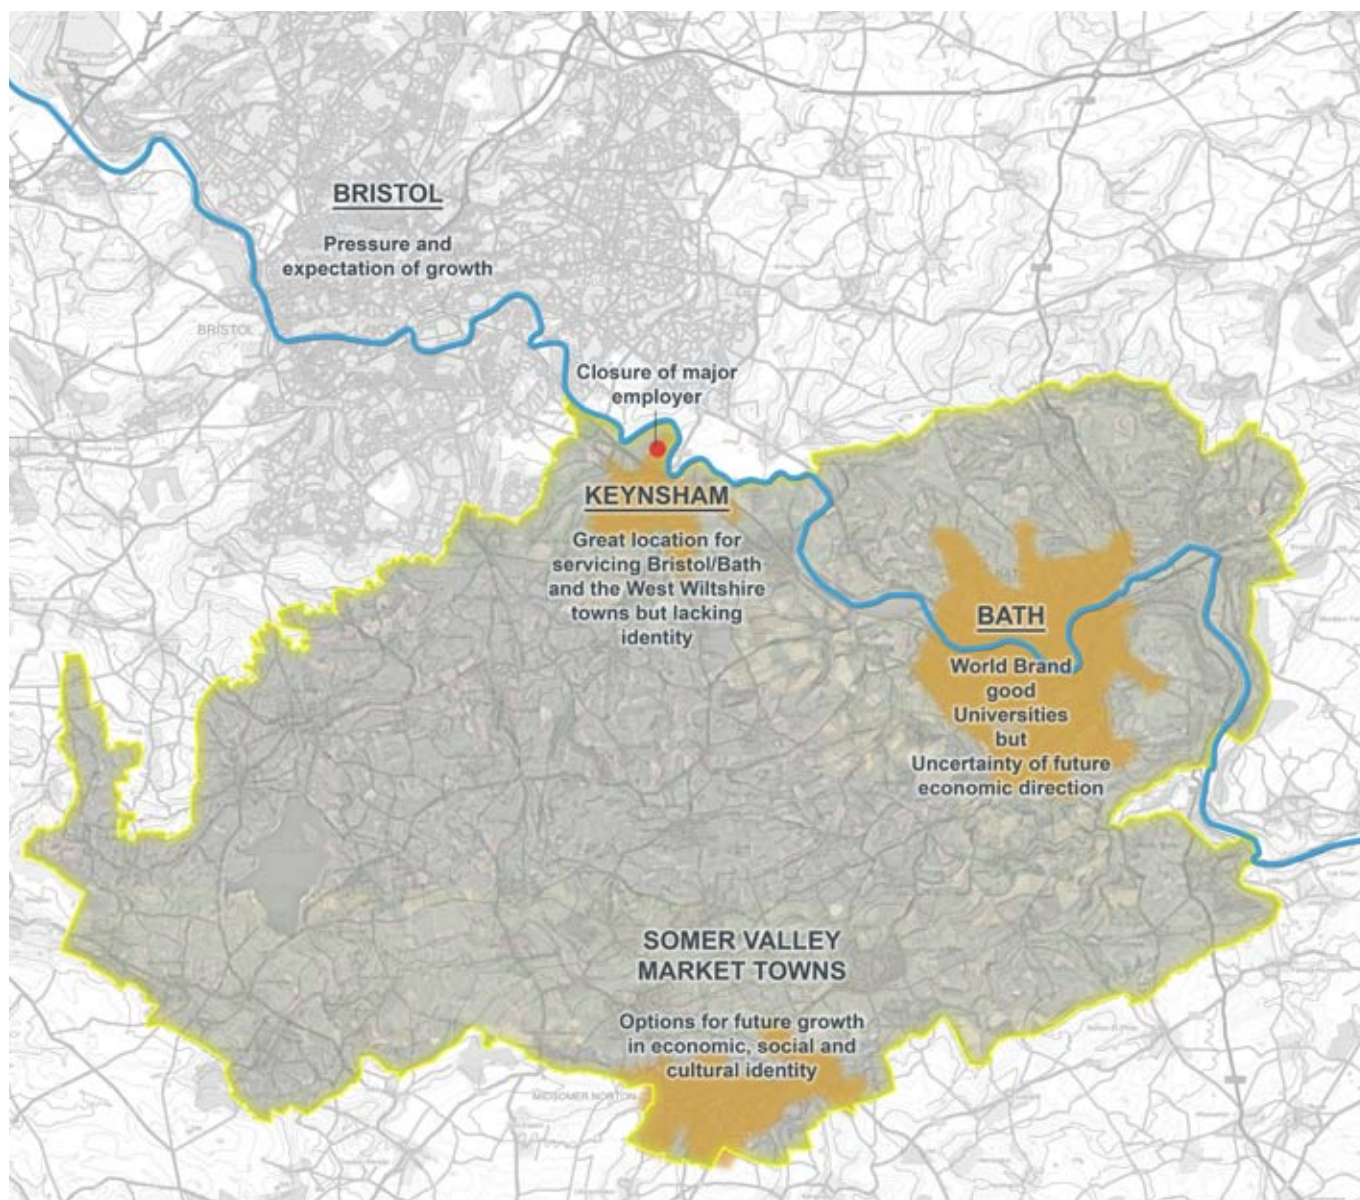 BRISTOL
Pressure and
expectation of growth
BRISTOL
Closure of major
employer
KEYNSHAM
Great location for
servicing Bristol/Bath
and the West Wiltshire
towns but lacking
identity
BATH
World Brand
good
Universities
but
Uncertainty of future
economic direction
SOMER VALLEY
MARKET TOWNS
Options for future growth
in economic, social and
cultural identity
MIDSOMER NORTON